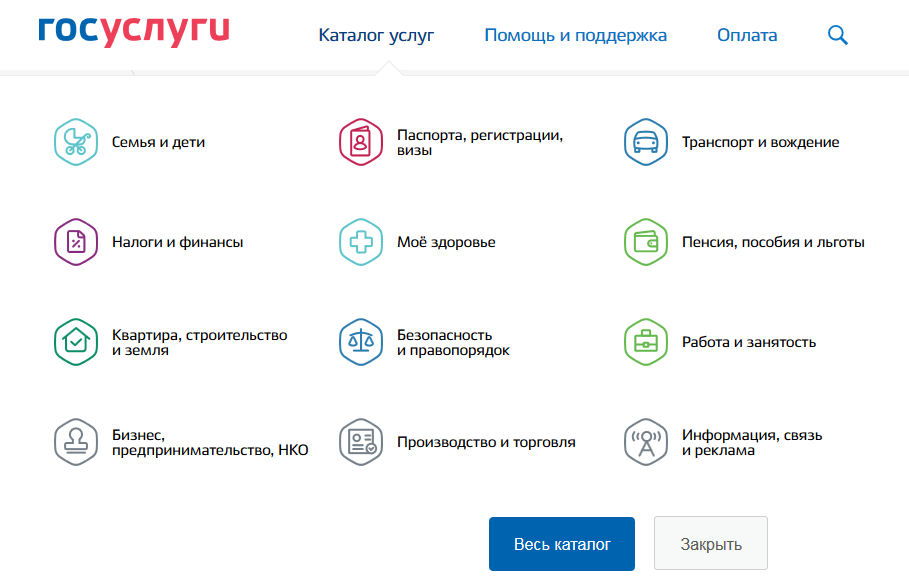 госуслуги
Каталог услуг
Помощь и поддержка
Оплата
Семья и дети
Паспорта, регистрации,
визы
Транспорт и вождение
Налоги и финансы
Моё здоровье
Пенсия, пособия и льготы
Квартира, строительство
и земля
Безопасность
и правопорядок
Работа и занятость
Бизнес,
предпринимательство, НКО
Производство и торговля
Информация, связь
и реклама
Весь каталог
Закрыть